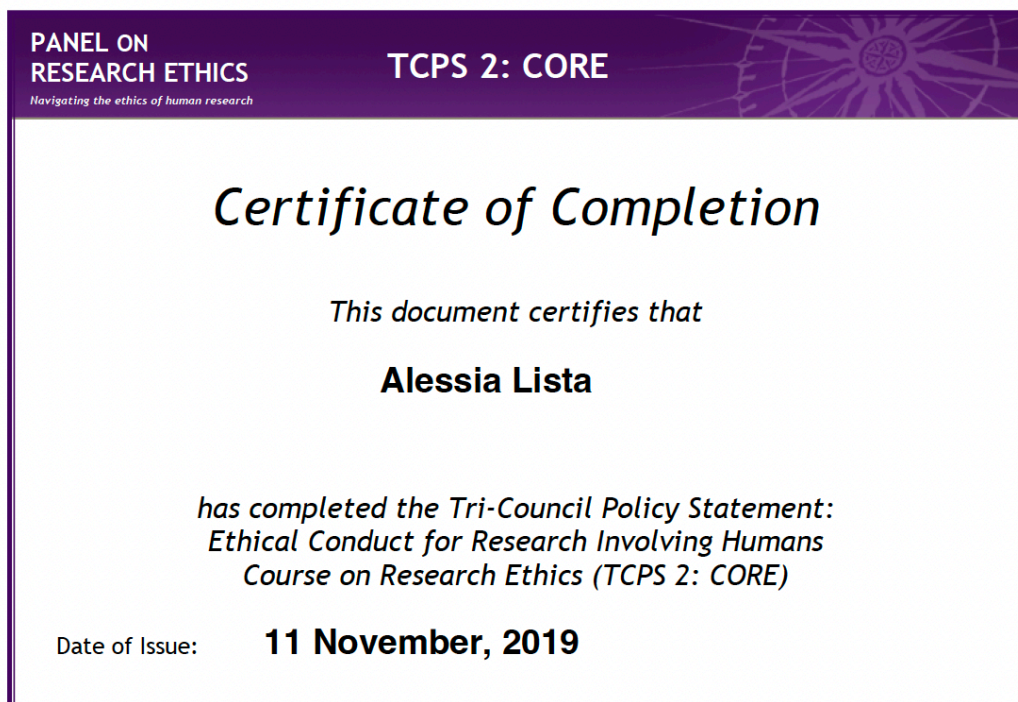 PANEL ON
RESEARCH ETHICS
Navigating the ethics of human research
TCPS 2: CORE
Certificate of Completion
This document certifies that
Alessia Lista
has completed the Tri-Council Policy Statement:
Ethical Conduct for Research Involving Humans
Course on Research Ethics (TCPS 2: CORE)
Date of Issue: 11 November, 2019